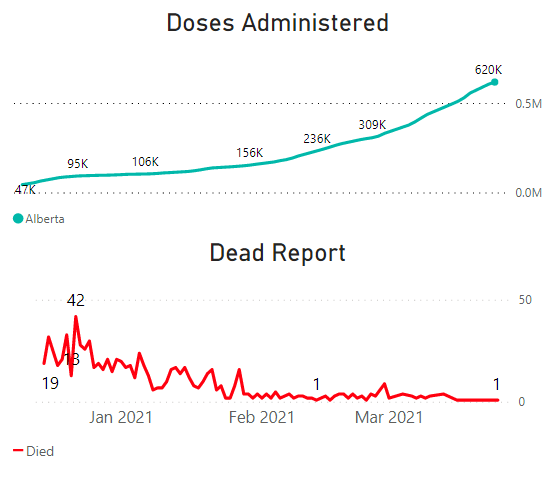 Doses Administered
620K
0.5M
309K
236K
156K
106K
95K
47K
0.0M
Alberta
Dead Report
42
50
13
19
1
1
0
Jan 2021
Feb 2021
Mar 2021
Died